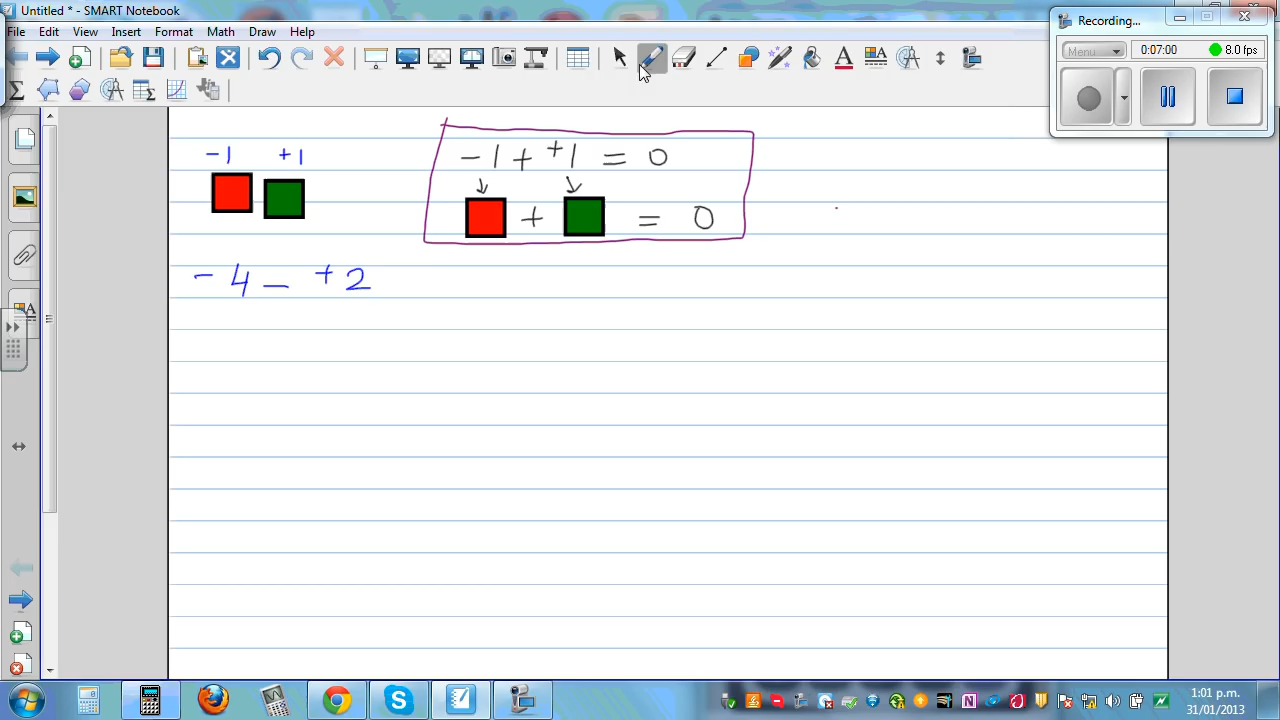 Untitled * - SMART Notebook
File Edit View Insert Format Math Draw Help
Recording...
Menu :07:00 8.0 fps
-1 +1
-1 + +1 = 0
+ = 0
-4 - +2
1:01 p.m.
31/01/2013